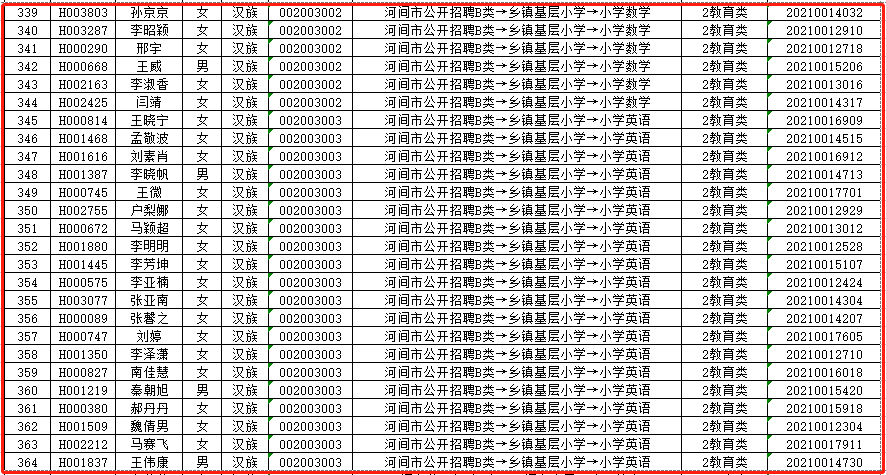 339 H003803 孙京京 女 汉族 002003002 河间市公开招聘B类→乡镇基层小学→小学数学 2教育类 20210014032
340 H003287 李昭颖 女 汉族 002003002 河间市公开招聘B类→乡镇基层小学→小学数学 2教育类 20210012910
341 H000290 邢宇 女 汉族 002003002 河间市公开招聘B类→乡镇基层小学→小学数学 2教育类 20210012718
342 H000668 王威 男 汉族 002003002 河间市公开招聘B类→乡镇基层小学→小学数学 2教育类 20210015206
343 H002163 李淑香 女 汉族 002003002 河间市公开招聘B类→乡镇基层小学→小学数学 2教育类 20210013016
344 H002425 闫靖 女 汉族 002003002 河间市公开招聘B类→乡镇基层小学→小学数学 2教育类 20210014317
345 H000814 王晓宁 女 汉族 002003003 河间市公开招聘B类→乡镇基层小学→小学英语 2教育类 20210016909
346 H001468 孟敬波 女 汉族 002003003 河间市公开招聘B类→乡镇基层小学→小学英语 2教育类 20210014515
347 H001616 刘素肖 女 汉族 002003003 河间市公开招聘B类→乡镇基层小学→小学英语 2教育类 20210016912
348 H001387 李晓帆 男 汉族 002003003 河间市公开招聘B类→乡镇基层小学→小学英语 2教育类 20210014713
349 H000745 王微 女 汉族 002003003 河间市公开招聘B类→乡镇基层小学→小学英语 2教育类 20210017701
350 H002755 户梨娜 女 汉族 002003003 河间市公开招聘B类→乡镇基层小学→小学英语 2教育类 20210012929
351 H000672 马颖超 女 汉族 002003003 河间市公开招聘B类→乡镇基层小学→小学英语 2教育类 20210013012
352 H001880 李明明 女 汉族 002003003 河间市公开招聘B类→乡镇基层小学→小学英语 2教育类 20210012528
353 H001445 李芳坤 女 汉族 002003003 河间市公开招聘B类→乡镇基层小学→小学英语 2教育类 20210015107
354 H000575 李亚楠 女 汉族 002003003 河间市公开招聘B类→乡镇基层小学→小学英语 2教育类 20210012424
355 H003077 张亚南 女 汉族 002003003 河间市公开招聘B类→乡镇基层小学→小学英语 2教育类 20210014304
356 H000089 张馨之 女 汉族 002003003 河间市公开招聘B类→乡镇基层小学→小学英语 2教育类 20210014207
357 H000747 刘婷 女 汉族 002003003 河间市公开招聘B类→乡镇基层小学→小学英语 2教育类 20210017605
358 H001350 李泽潇 女 汉族 002003003 河间市公开招聘B类→乡镇基层小学→小学英语 2教育类 20210012710
359 H000827 南佳慧 女 汉族 002003003 河间市公开招聘B类→乡镇基层小学→小学英语 2教育类 20210016018
360 H001219 秦朝旭 男 汉族 002003003 河间市公开招聘B类→乡镇基层小学→小学英语 2教育类 20210015420
361 H000380 郝丹丹 女 汉族 002003003 河间市公开招聘B类→乡镇基层小学→小学英语 2教育类 20210015918
362 H001509 魏倩男 女 汉族 002003003 河间市公开招聘B类→乡镇基层小学→小学英语 2教育类 20210012304
363 H002212 马赛飞 女 汉族 002003003 河间市公开招聘B类→乡镇基层小学→小学英语 2教育类 20210017911
364 H001837 王伟康 男 汉族 002003003 河间市公开招聘B类→乡镇基层小学→小学英语 2教育类 20210014730